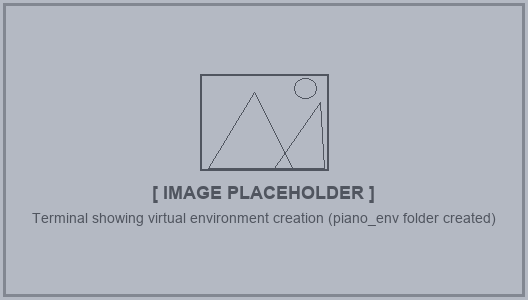 [ IMAGE PLACEHOLDER ]
Terminal showing virtual environment creation (piano_env folder created)